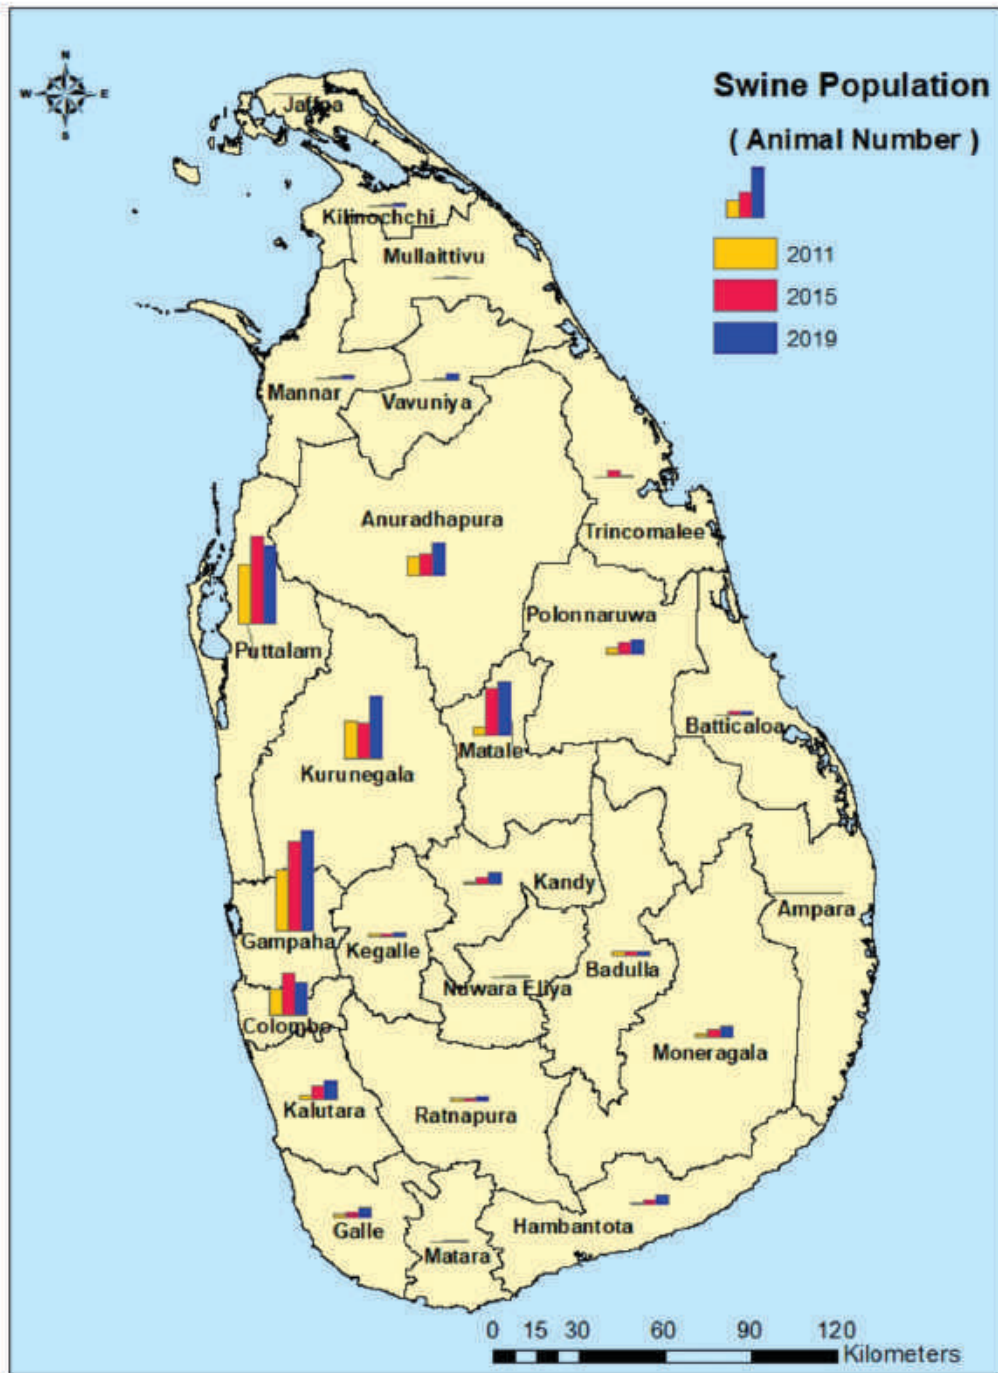 N
W E
S
Swine Population
( Animal Number )
2011
2015
2019
Jaffna
Kilinochchi
Mullaittivu
Mannar
Vavuniya
Anuradhapura
Trincomalee
Polonnaruwa
Puttalam
Batticaloa
Matale
Kurunegala
Kandy
Ampara
Gampaha
Kegalle
Badulla
Nuwara Eliya
Colombo
Moneragala
Kalutara
Ratnapura
Galle
Hambantota
Matara
0 15 30 60 90 120
Kilometers